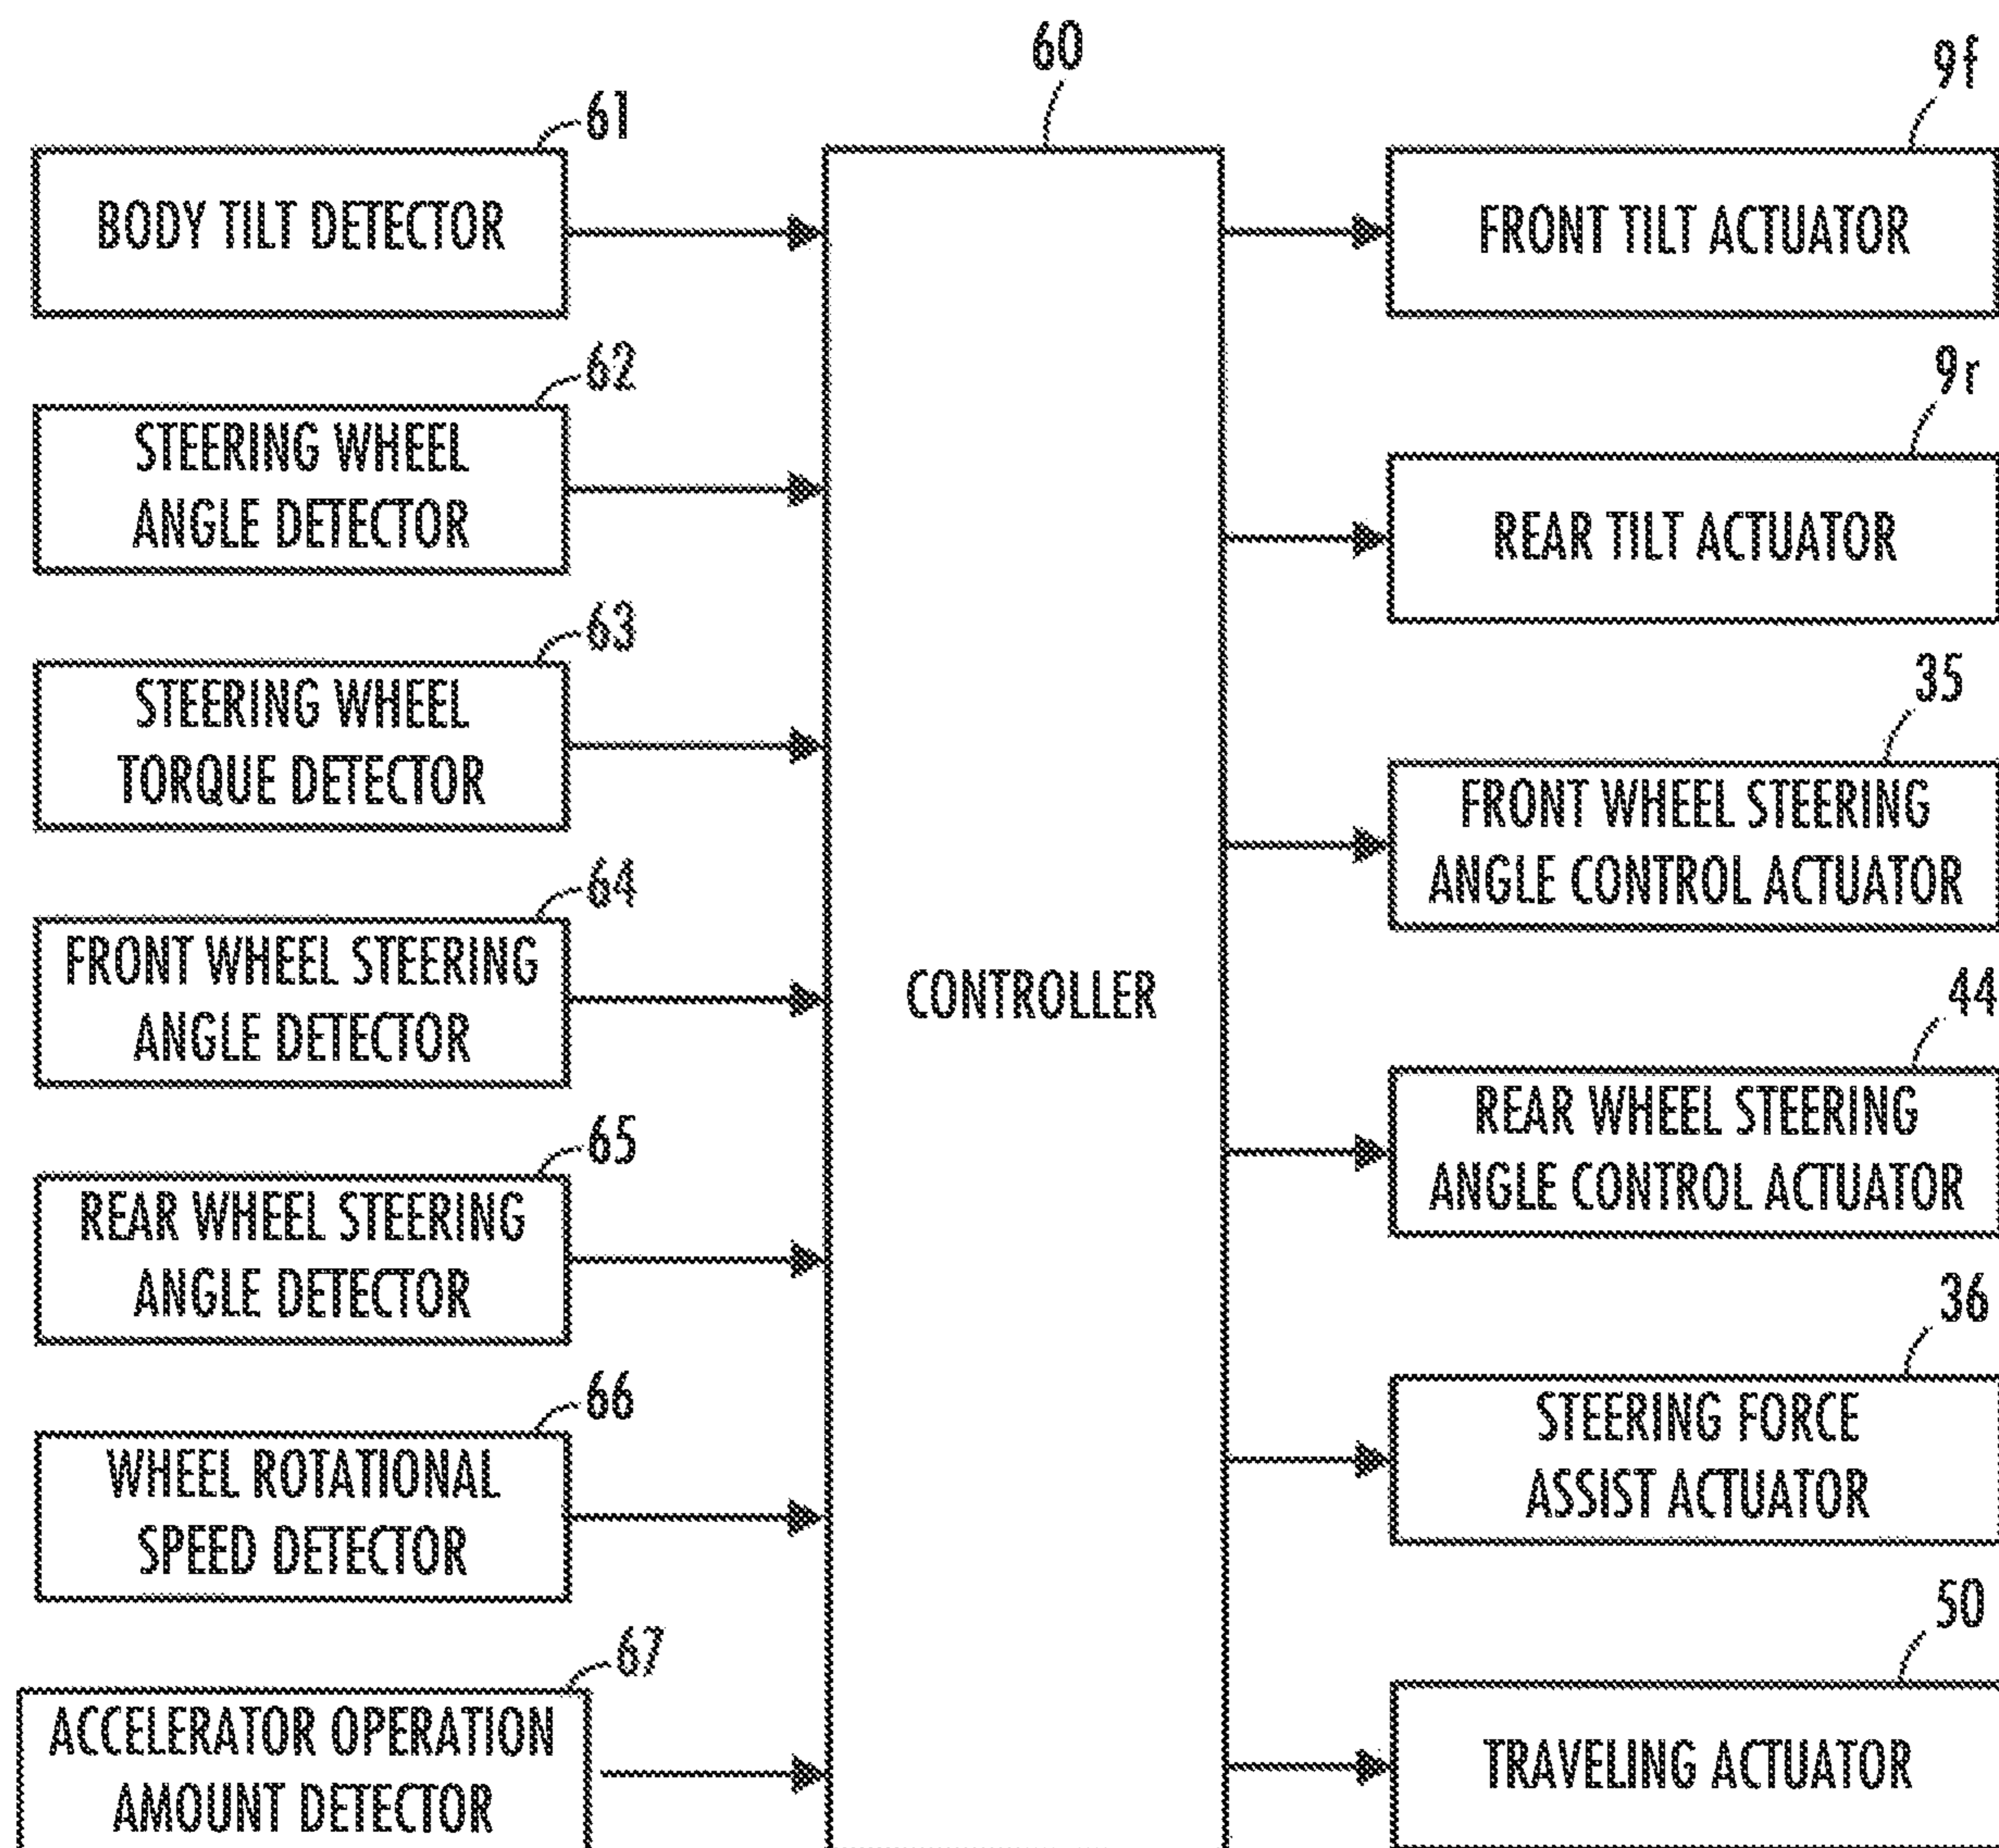 60
9f
61
BODY TILT DETECTOR
FRONT TILT ACTUATOR
62
STEERING WHEEL
ANGLE DETECTOR
9r
REAR TILT ACTUATOR
63
STEERING WHEEL
TORQUE DETECTOR
35
FRONT WHEEL STEERING
ANGLE CONTROL ACTUATOR
64
FRONT WHEEL STEERING
ANGLE DETECTOR
CONTROLLER
44
REAR WHEEL STEERING
ANGLE CONTROL ACTUATOR
65
REAR WHEEL STEERING
ANGLE DETECTOR
36
STEERING FORCE
ASSIST ACTUATOR
66
WHEEL ROTATIONAL
SPEED DETECTOR
50
TRAVELING ACTUATOR
67
ACCELERATOR OPERATION
AMOUNT DETECTOR